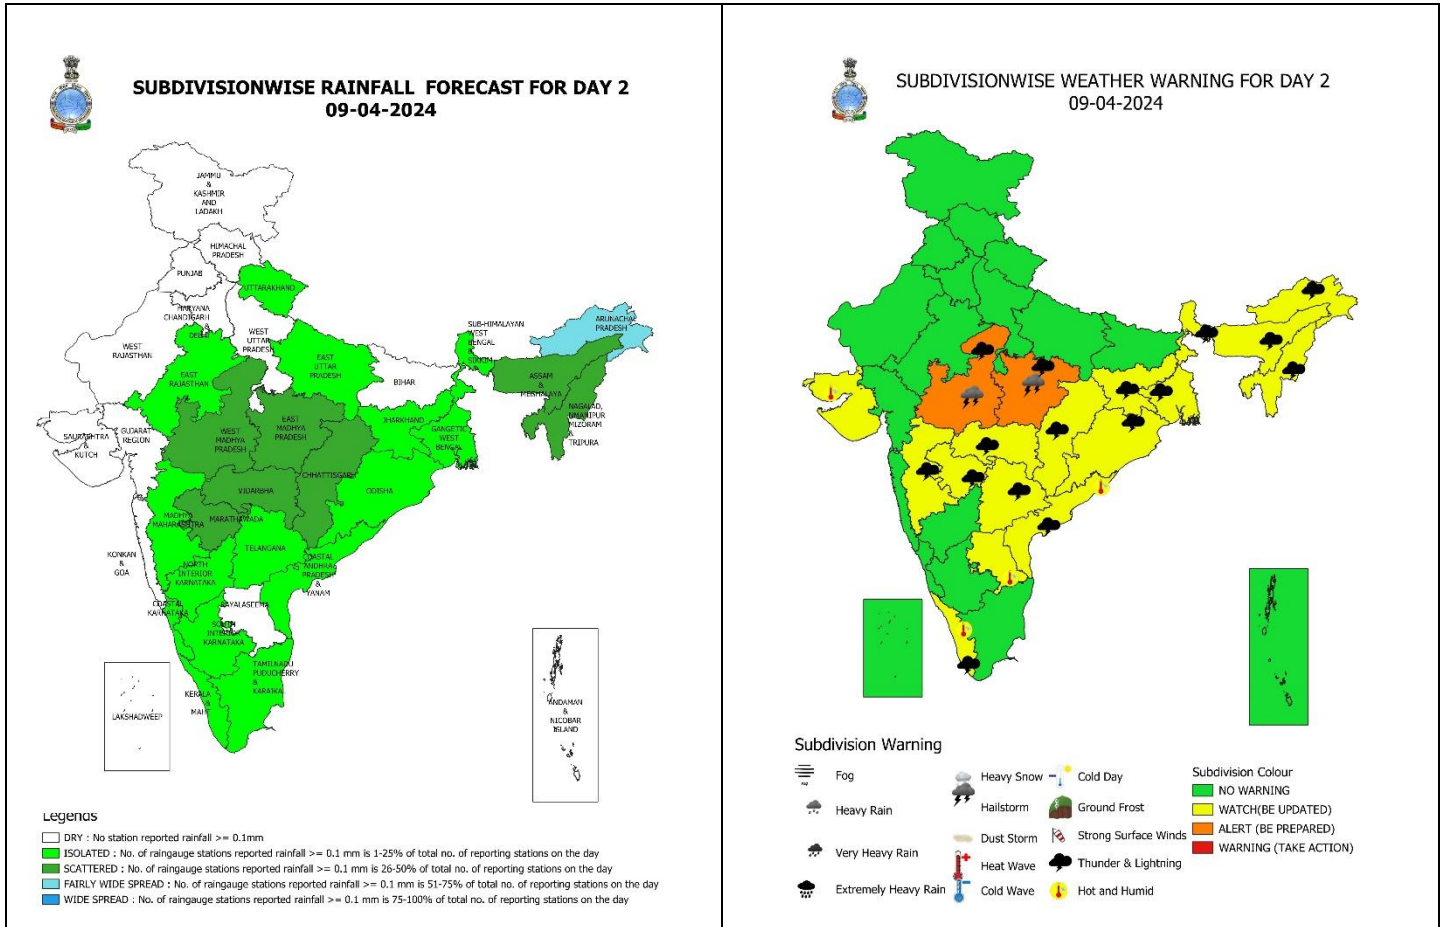 SUBDIVISIONWISE RAINFALL FORECAST FOR DAY 2
09-04-2024
JAMMU
&
KASHMIR
AND
LADAKH
HIMACHAL
PRADESH
PUNJAB
UTTARAKHAND
HARYANA
CHANDIGARH
&
DELHI
WEST
RAJASTHAN
WEST
UTTAR
PRADESH
EAST
UTTAR
PRADESH
EAST
RAJASTHAN
SUB-HIMALAYAN
WEST
BENGAL
&
SIKKIM
ARUNACHAL
PRADESH
BIHAR
ASSAM
&
MEGHALAYA
NAGALAD,
MANIPUR
MIZORAM
&
TRIPURA
SAURASHTRA
&
KUTCH
GUJARAT
REGION
WEST
MADHYA
PRADESH
EAST
MADHYA
PRADESH
JHARKHAND
GANGETIC
WEST
BENGAL
CHHATTISGARH
ODISHA
VIDARBHA
MADHYA
MAHARASHTRA
MARATHAWADA
TELANGANA
KONKAN
&
GOA
NORTH
INTERIOR
KARNATAKA
COASTAL
ANDHRA
PRADESH
&
YANAM
COASTAL
KARNATAKA
RAYALASEEMA
SOUTH
INTERIOR
KARNATAKA
TAMILNADU
PUDUCHERRY
&
KARAIKAL
KERALA
&
MAHE
LAKSHADWEEP
ANDAMAN
&
NICOBAR
ISLAND
Legends
DRY : No station reported rainfall >= 0.1mm
ISOLATED : No. of raingauge stations reported rainfall >= 0.1 mm is 1-25% of total no. of reporting stations on the day
SCATTERED : No. of raingauge stations reported rainfall >= 0.1 mm is 26-50% of total no. of reporting stations on the day
FAIRLY WIDE SPREAD : No. of raingauge stations reported rainfall >= 0.1 mm is 51-75% of total no. of reporting stations on the day
WIDE SPREAD : No. of raingauge stations reported rainfall >= 0.1 mm is 75-100% of total no. of reporting stations on the day
SUBDIVISIONWISE WEATHER WARNING FOR DAY 2
09-04-2024
Subdivision Warning
Fog
Heavy Rain
Very Heavy Rain
Extremely Heavy Rain
Heavy Snow
Hailstorm
Dust Storm
Heat Wave
Cold Wave
Cold Day
Ground Frost
Strong Surface Winds
Thunder & Lightning
Hot and Humid
Subdivision Colour
NO WARNING
WATCH(BE UPDATED)
ALERT (BE PREPARED)
WARNING (TAKE ACTION)